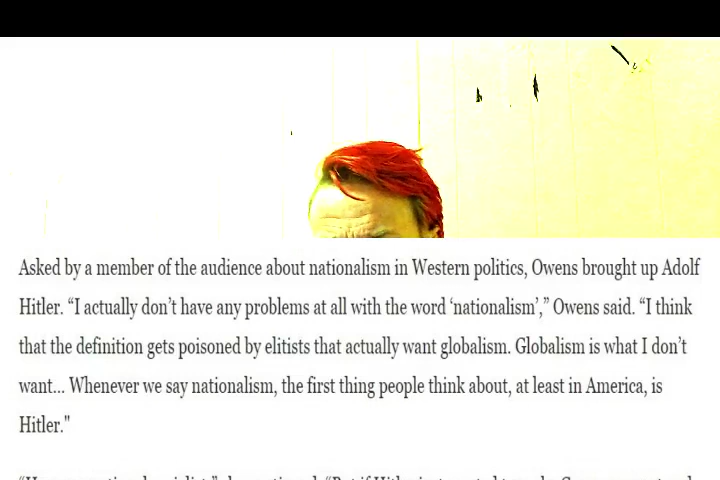 Asked by a member of the audience about nationalism in Western politics, Owens brought up Adolf
Hitler. “I actually don’t have any problems at all with the word ‘nationalism’,” Owens said. “I think
that the definition gets poisoned by elitists that actually want globalism. Globalism is what I don’t
want... Whenever we say nationalism, the first thing people think about, at least in America, is
Hitler."